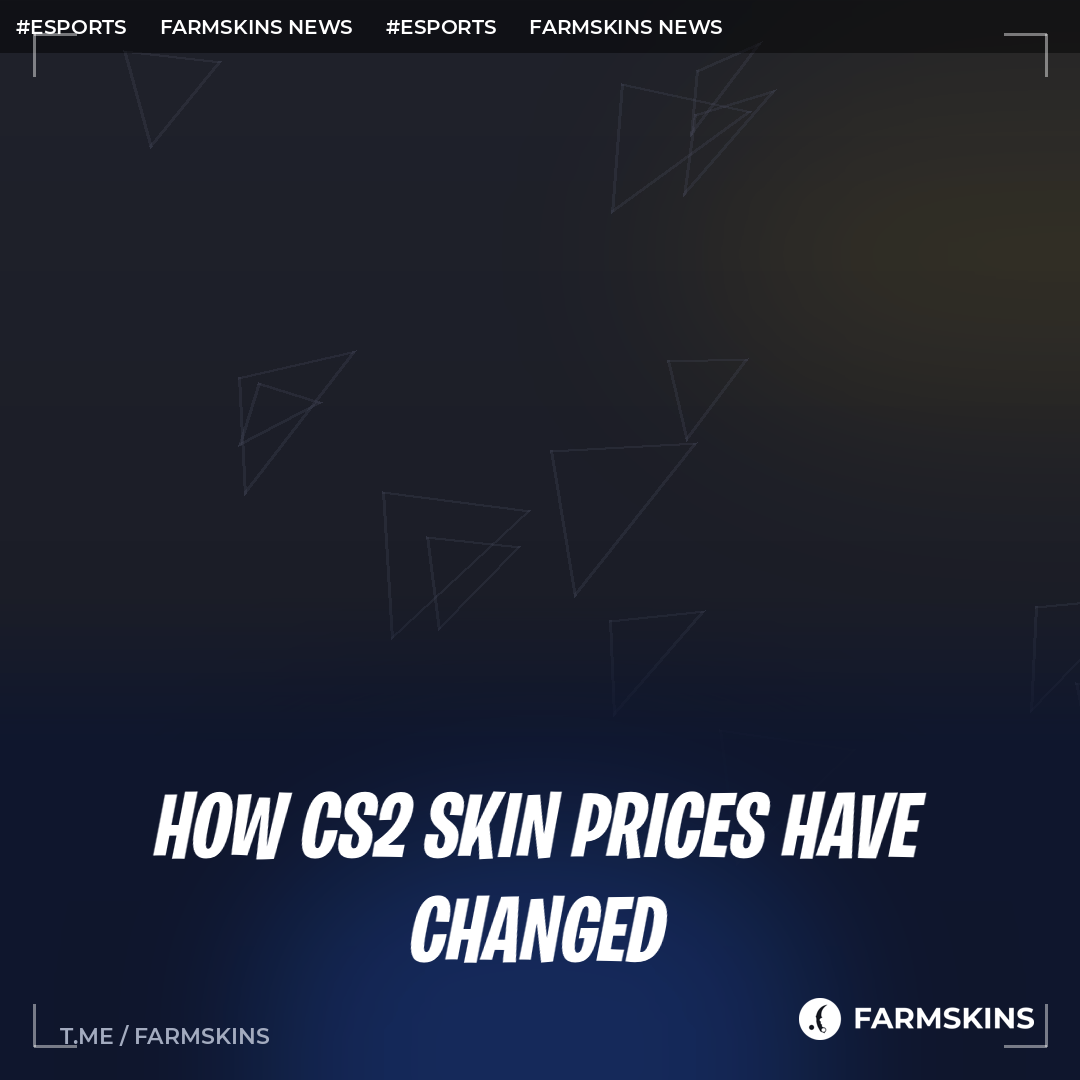 #ESPORTS FARMSKINS NEWS #ESPORTS FARMSKINS NEWS
HOW CS2 SKIN PRICES HAVE
CHANGED
T.ME / FARMSKINS
FARMSKINS